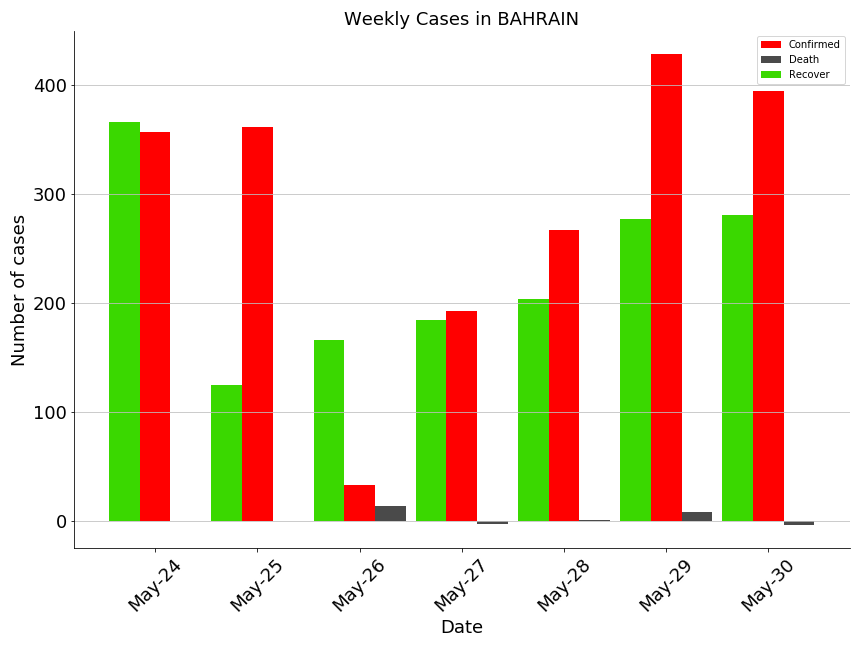 Weekly Cases in BAHRAIN
Confirmed
Death
Recover
Number of cases
400
300
200
100
0
May-24
May-25
May-26
May-27
May-28
May-29
May-30
Date